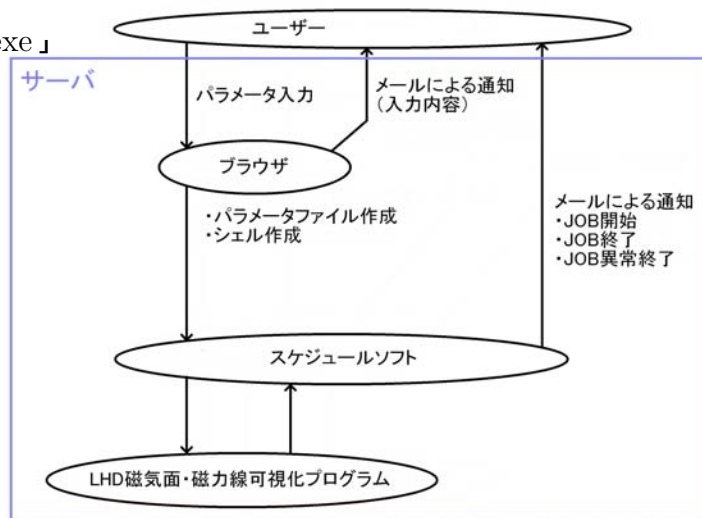 ユーザー
exe」
サーバ
パラメータ入力
メールによる通知
(入力内容)
ブラウザ
・パラメータファイル作成
・シェル作成
メールによる通知
・JOB開始
・JOB終了
・JOB異常終了
スケジュールソフト
LHD磁気面・磁力線可視化プログラム